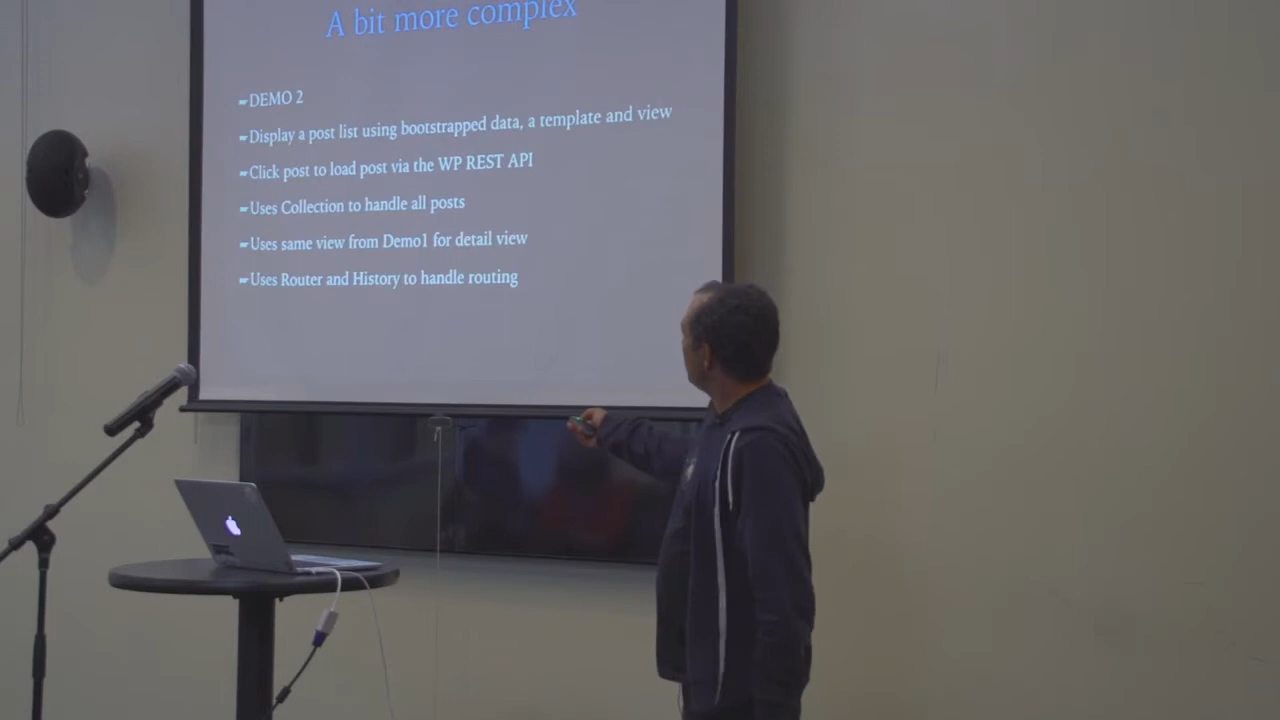 A bit more complex
DEMO 2
Display a post list using bootstrapped data, a template and view
Click post to load post via the WP REST API
Uses Collection to handle all posts
Uses same view from Demo1 for detail view
Uses Router and History to handle routing